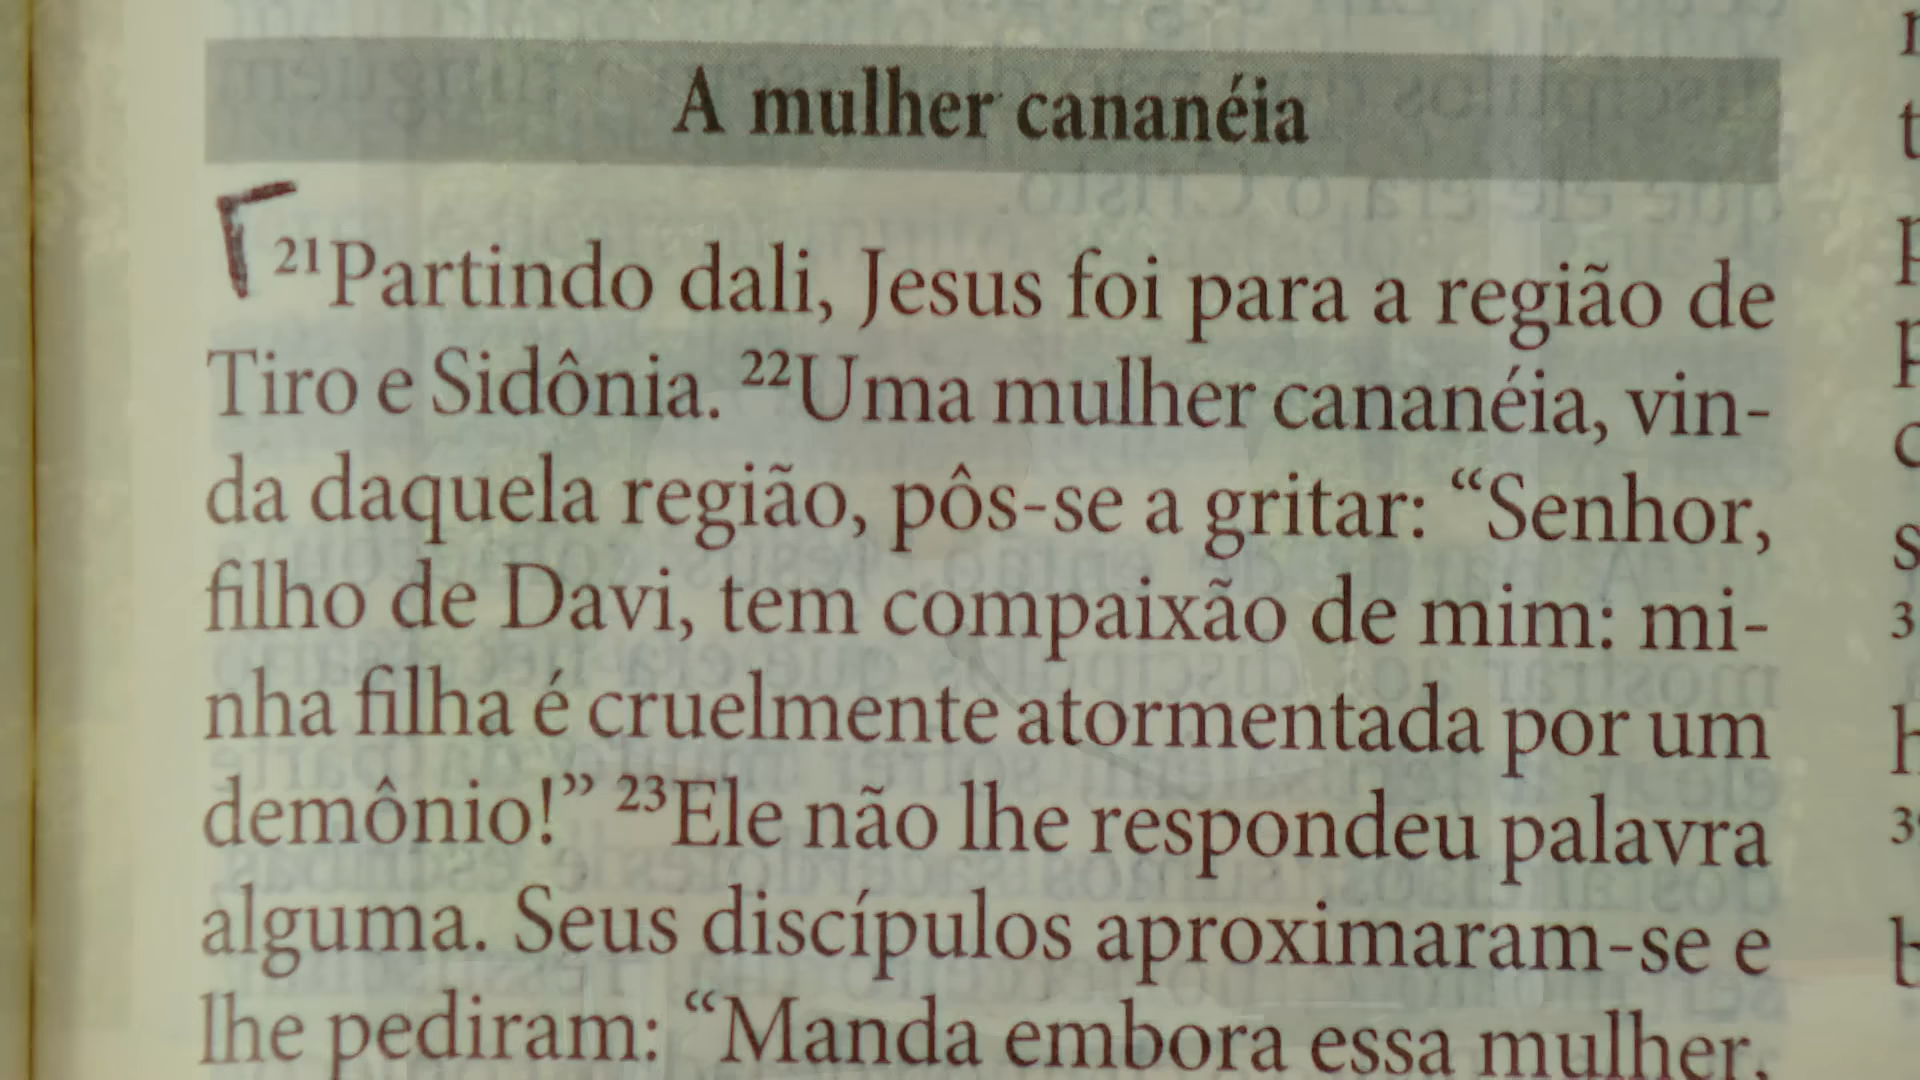 A mulher cananéia
21Partindo dali, Jesus foi para a região de
Tiro e Sidônia. 22Uma mulher cananéia, vin-
da daquela região, pôs-se a gritar: “Senhor,
filho de Davi, tem compaixão de mim: mi-
nha filha é cruelmente atormentada por um
demônio!” 23Ele não lhe respondeu palavra
alguma. Seus discípulos aproximaram-se e
lhe pediram: “Manda embora essa mulher,